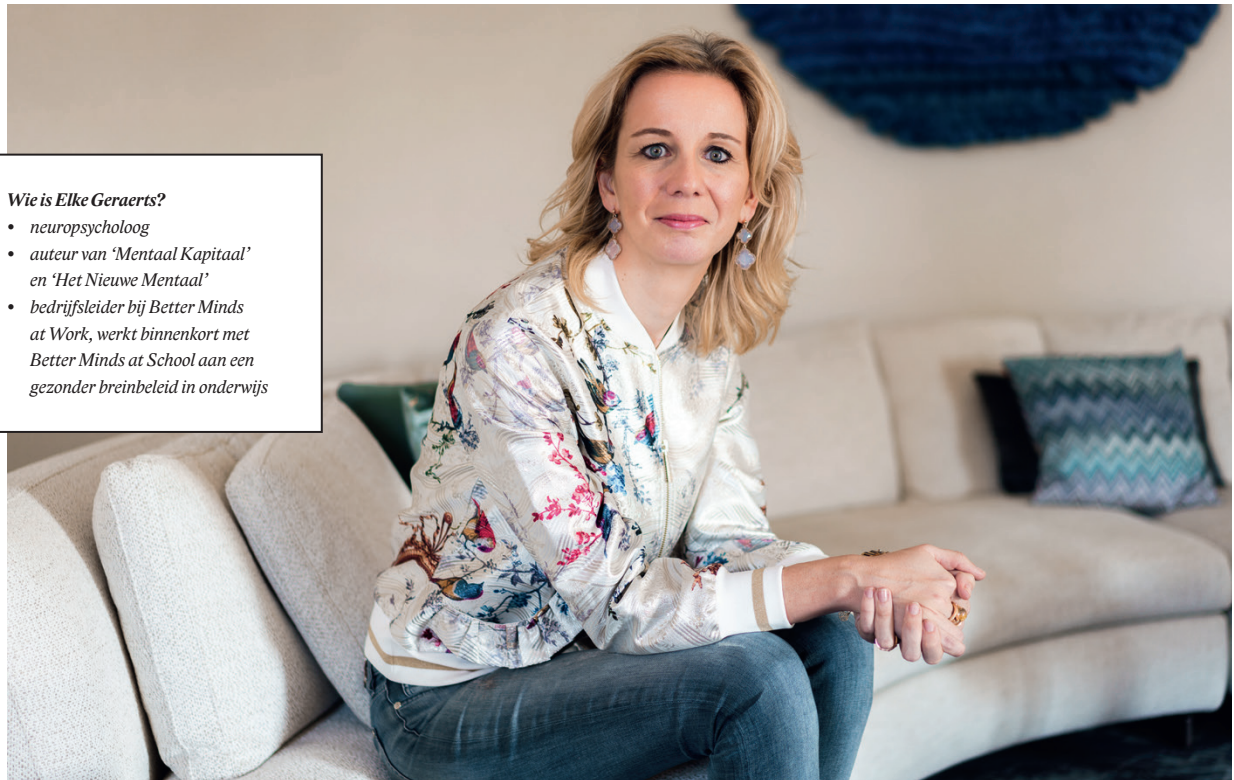 Wie is Elke Geraerts?
• neuropsycholoog
• auteur van ‘Mentaal Kapitaal’
en ‘Het Nieuwe Mentaal’
• bedrijfsleider bij Better Minds
at Work, werkt binnenkort met
Better Minds at School aan een
gezonder breinbeleid in onderwijs